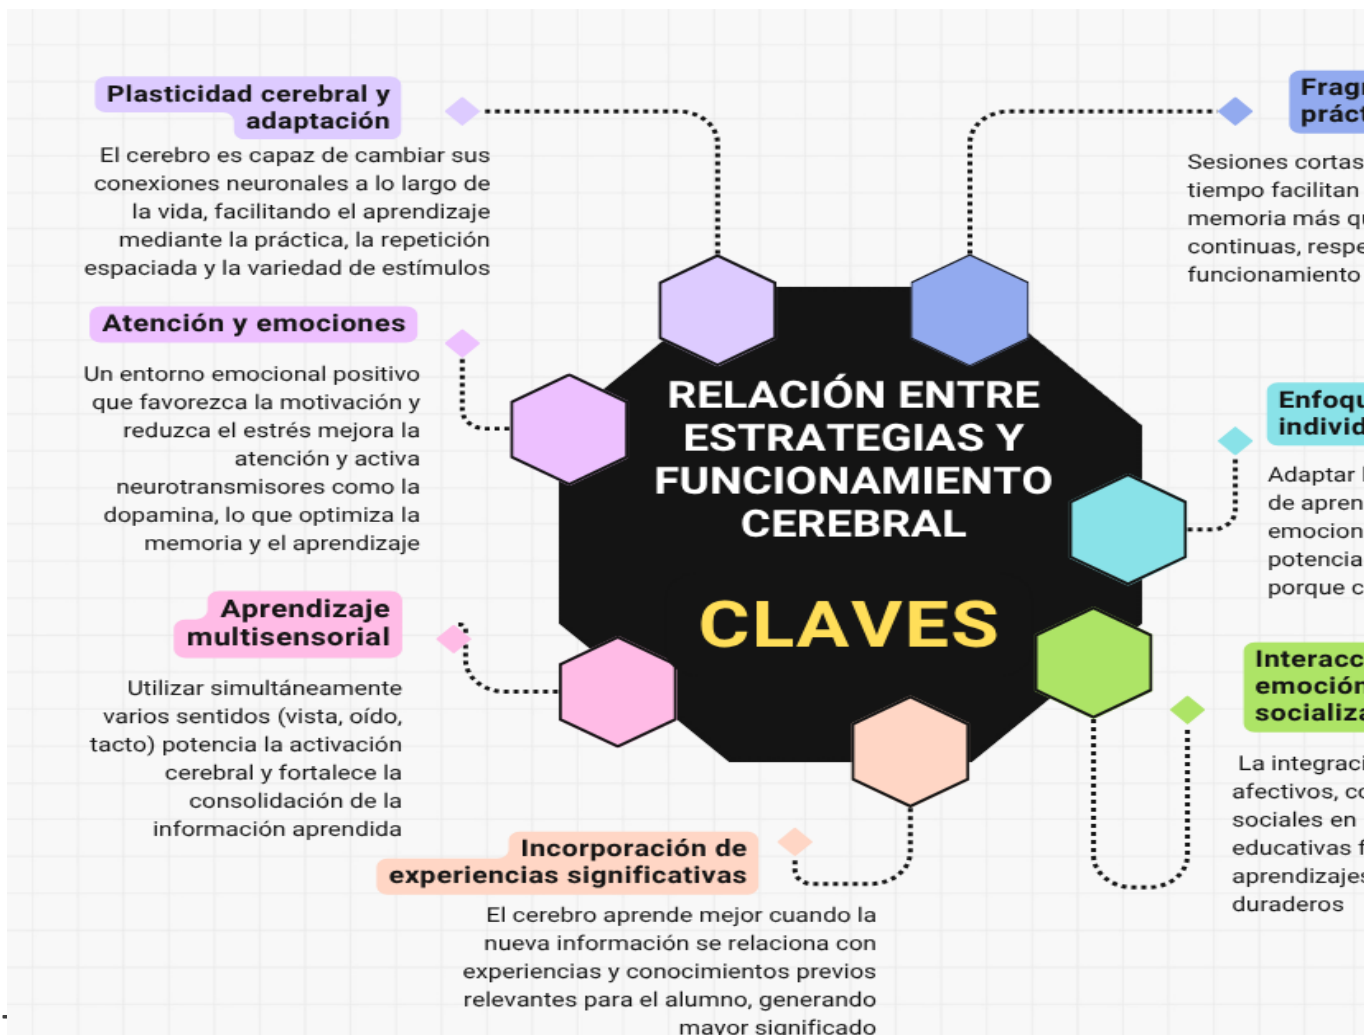 Plasticidad cerebral y
adaptación
El cerebro es capaz de cambiar sus
conexiones neuronales a lo largo de
la vida, facilitando el aprendizaje
mediante la práctica, la repetición
espaciada y la variedad de estímulos
Atención y emociones
Un entorno emocional positivo
que favorezca la motivación y
reduzca el estrés mejora la
atención y activa
neurotransmisores como la
dopamina, lo que optimiza la
memoria y el aprendizaje
Aprendizaje
multisensorial
Utilizar simultáneamente
varios sentidos (vista, oído,
tacto) potencia la activación
cerebral y fortalece la
consolidación de la
información aprendida
Incorporación de
experiencias significativas
El cerebro aprende mejor cuando la
nueva información se relaciona con
experiencias y conocimientos previos
relevantes para el alumno, generando
mayor significado
RELACIÓN ENTRE
ESTRATEGIAS Y
FUNCIONAMIENTO
CEREBRAL
CLAVES
Sesiones cortas
tiempo facilitan
memoria más
continuas,
funcionamiento
Adaptar
de
porque
La
afectivos,
sociales en
educativas
aprendizajes
duraderos